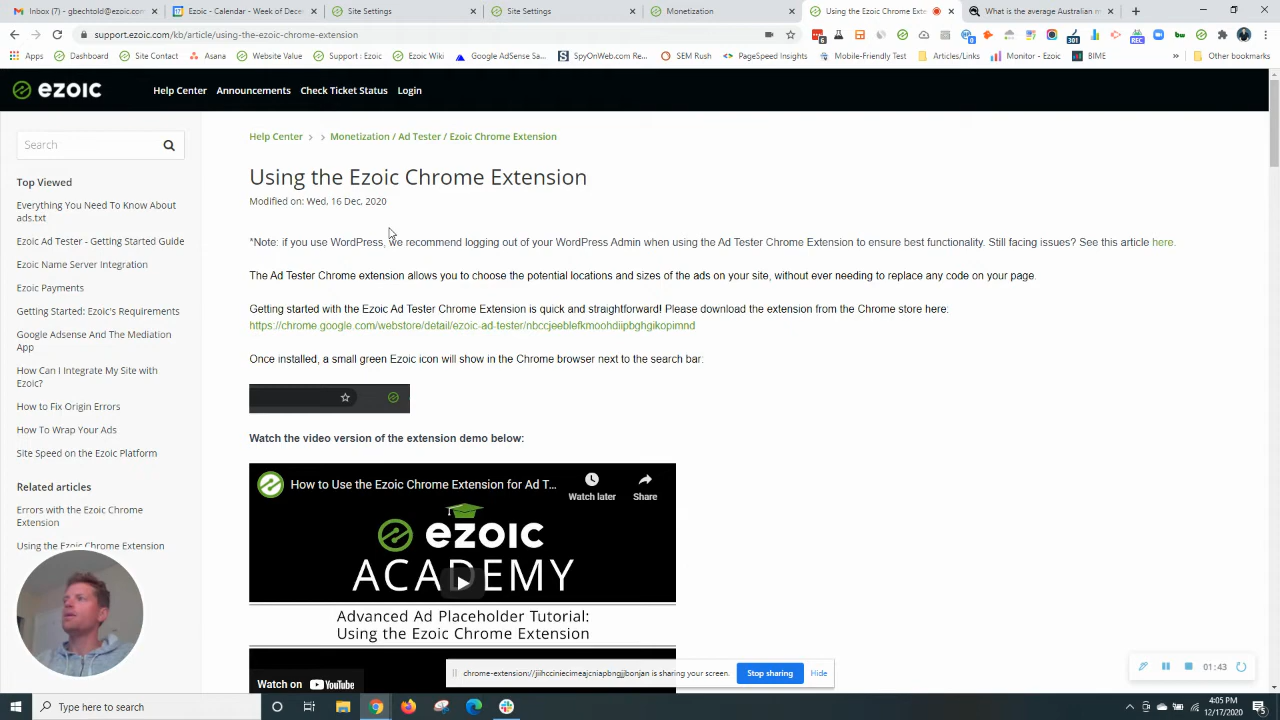 Inbox (7) - gbechtold@ezoic.com
Ezoic - Calendar - Week of Decem
Site Settings
Site Settings
Monetization
Using the Ezoic Chrome Exte
What is the average Australian m
support.ezoic.com/kb/article/using-the-ezoic-chrome-extension
Apps
Dashboard
Site Contact
Asana
Website Value
Support : Ezoic
Ezoic Wiki
Google AdSense Sa...
SpyOnWeb.com Re...
SEM Rush
PageSpeed Insights
Mobile-Friendly Test
Articles/Links
Monitor - Ezoic
BIME
»
Other bookmarks
ezoic
Help Center
Announcements
Check Ticket Status
Login
Search
Top Viewed
Everything You Need To Know About
ads.txt
Ezoic Ad Tester - Getting Started Guide
Ezoic Name Server Integration
Ezoic Payments
Getting Started: Ezoic's Requirements
Google Adsense And The Mediation
App
How Can I Integrate My Site with
Ezoic?
How to Fix Origin Errors
How To Wrap Your Ads
Site Speed on the Ezoic Platform
Related articles
Errors with the Ezoic Chrome
Extension
Using the Ezoic Chrome Extension
Help Center > > Monetization / Ad Tester / Ezoic Chrome Extension
Using the Ezoic Chrome Extension
Modified on: Wed, 16 Dec, 2020
*Note: if you use WordPress, we recommend logging out of your WordPress Admin when using the Ad Tester Chrome Extension to ensure best functionality. Still facing issues? See this article here.
The Ad Tester Chrome extension allows you to choose the potential locations and sizes of the ads on your site, without ever needing to replace any code on your page.
Getting started with the Ezoic Ad Tester Chrome Extension is quick and straightforward! Please download the extension from the Chrome store here:
https://chrome.google.com/webstore/detail/ezoic-ad-tester/nbccjeeblefkmoohdiipbghgikopimnd
Once installed, a small green Ezoic icon will show in the Chrome browser next to the search bar:
Watch the video version of the extension demo below:
How to Use the Ezoic Chrome Extension for Ad T...
Watch later
Share
ezoic
ACADEMY
Advanced Ad Placeholder Tutorial:
Using the Ezoic Chrome Extension
Watch on YouTube
Stop sharing
Hide
01:43
Type here to search
4:05 PM
12/17/2020